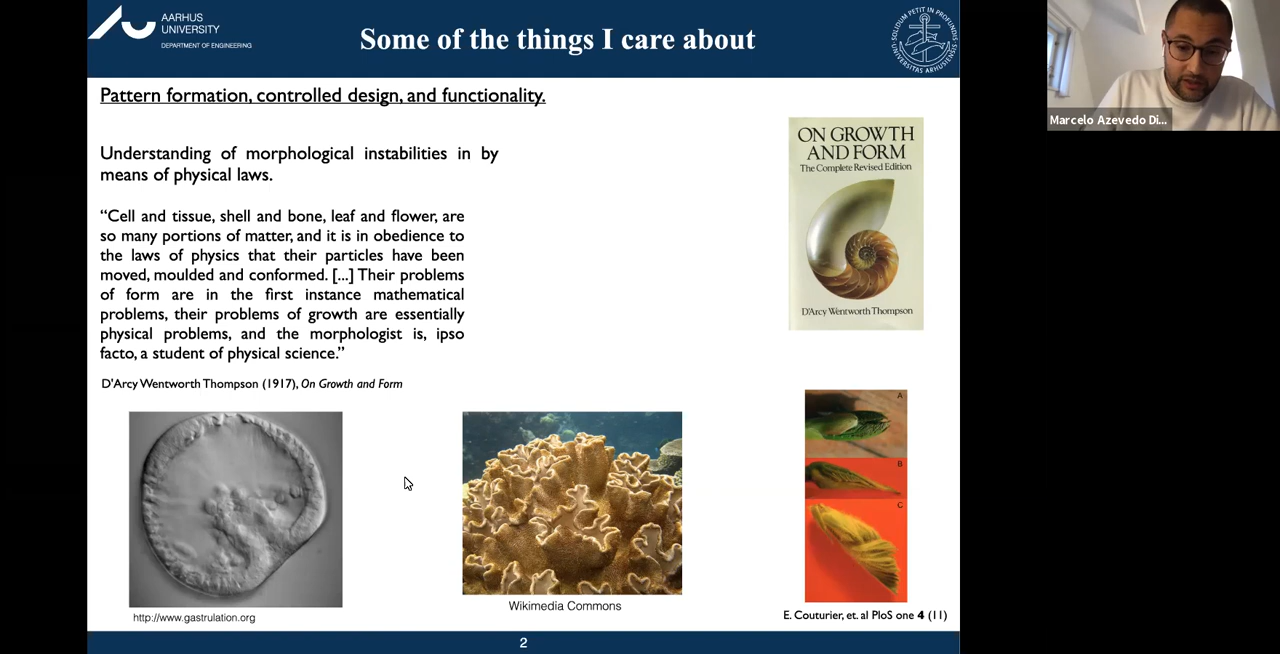 AARHUS
UNIVERSITY
DEPARTMENT OF ENGINEERING
Some of the things I care about
SOLIDUM PETIT IN PROFUNDIS
UNIVERSITAS ARHUSIENSIS
Marcelo Azevedo Di...
Pattern formation, controlled design, and functionality.
Understanding of morphological instabilities in by
means of physical laws.
“Cell and tissue, shell and bone, leaf and flower, are
so many portions of matter, and it is in obedience to
the laws of physics that their particles have been
moved, moulded and conformed. [...] Their problems
of form are in the first instance mathematical
problems, their problems of growth are essentially
physical problems, and the morphologist is, ipso
facto, a student of physical science.”
D'Arcy Wentworth Thompson (1917), On Growth and Form
ON GROWTH
AND FORM
The Complete Revised Edition
D'Arcy Wentworth Thompson
A
B
C
http://www.gastrulation.org
Wikimedia Commons
E. Couturier, et. al PloS one 4 (11)
2